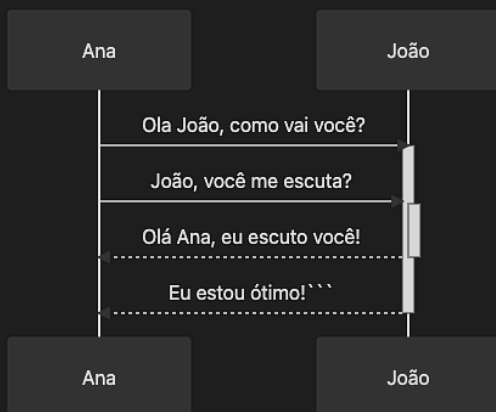 Ana
João
Ola João, como vai você?
João, você me escuta?
Olá Ana, eu escuto você!
Eu estou ótimo!```
Ana
João